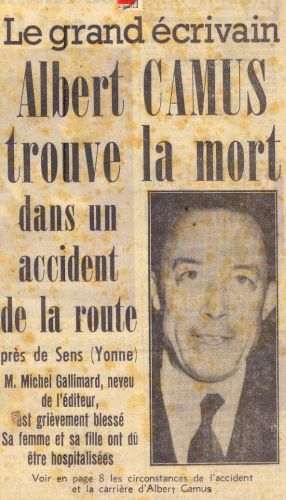 Le grand écrivain
Albert CAMUS
trouve la mort
dans un
accident
de la route
près de Sens (Yonne)
M. Michel Gallimard, neveu
de l'éditeur,
est grièvement blessé
Sa femme et sa fille ont dû
être hospitalisées
Voir en page 8 les circonstances de l'accident
et la carrière d'Albert Camus